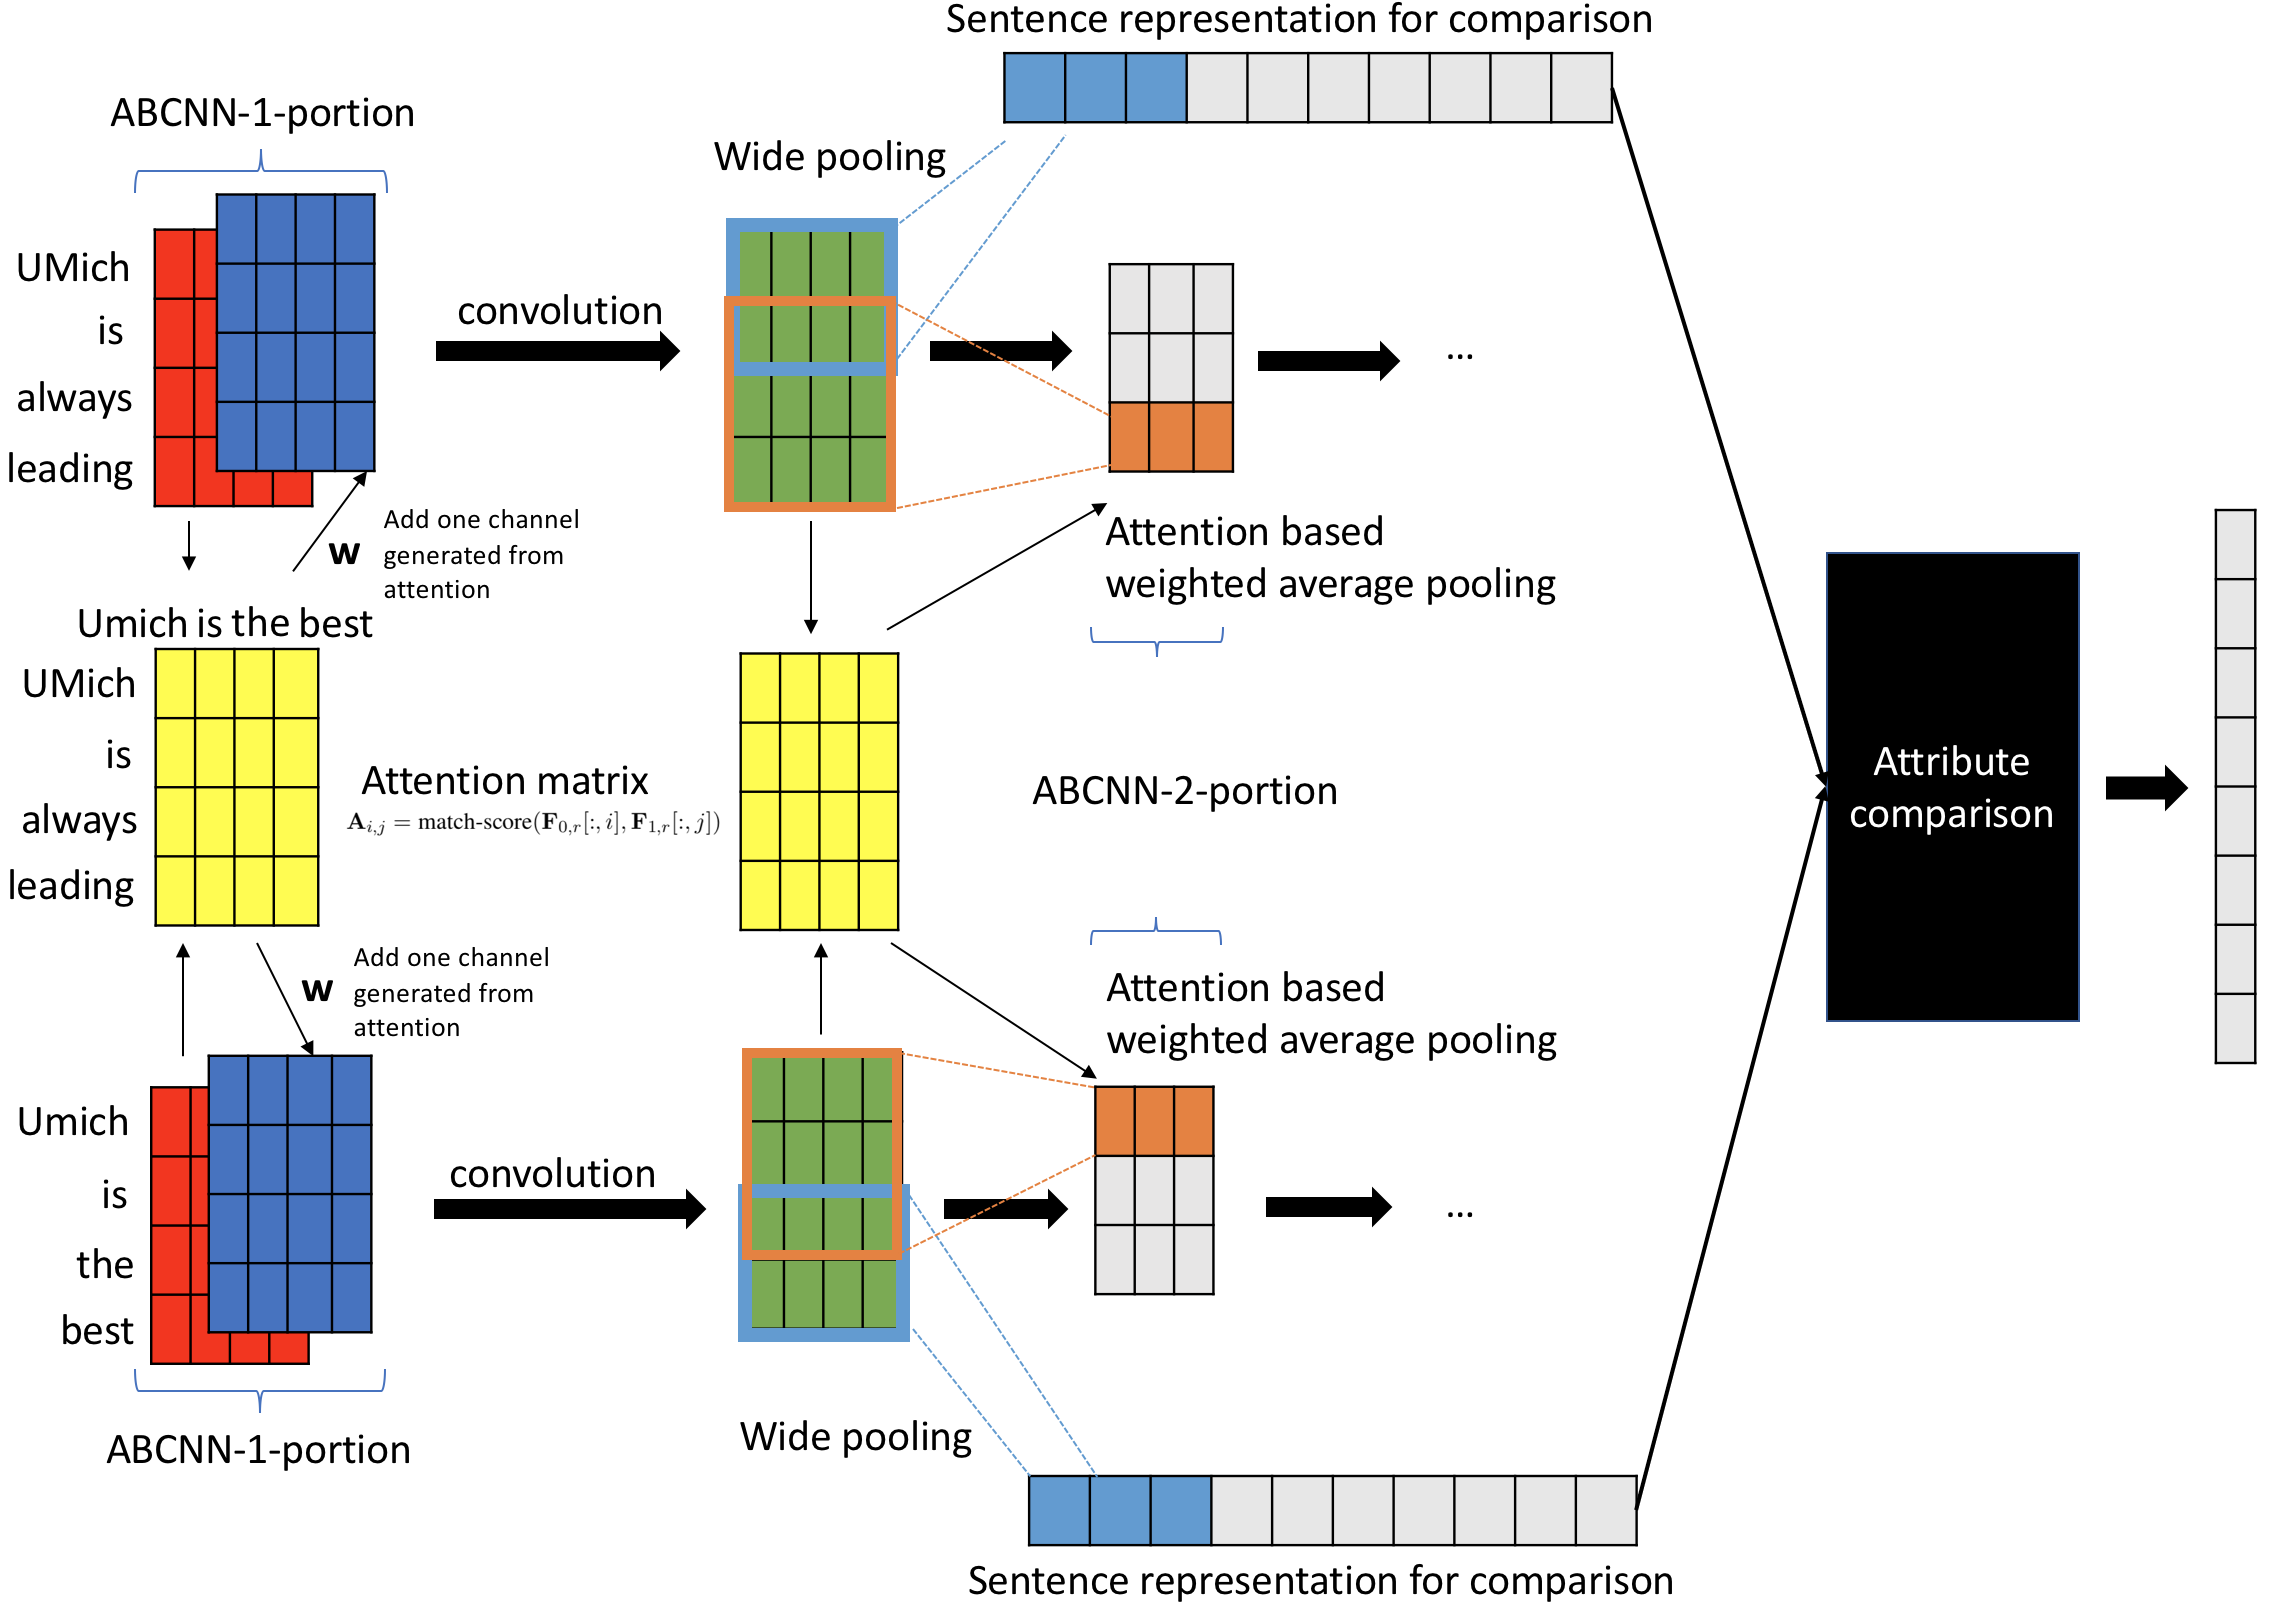 Sentence representation for comparison
ABCNN-1-portion
Wide pooling
UMich
is
always
leading
convolution
...
Add one channel
generated from
attention
W
Attention based
weighted average pooling
Umich is the best
UMich
is
always
leading
Attention matrix
A_{i,j} = match-score(F_{0,r}[:, i], F_{1,r}[:, j])
ABCNN-2-portion
Attribute
comparison
Add one channel
generated from
attention
W
Attention based
weighted average pooling
Umich
is
the
best
convolution
...
ABCNN-1-portion
Wide pooling
Sentence representation for comparison